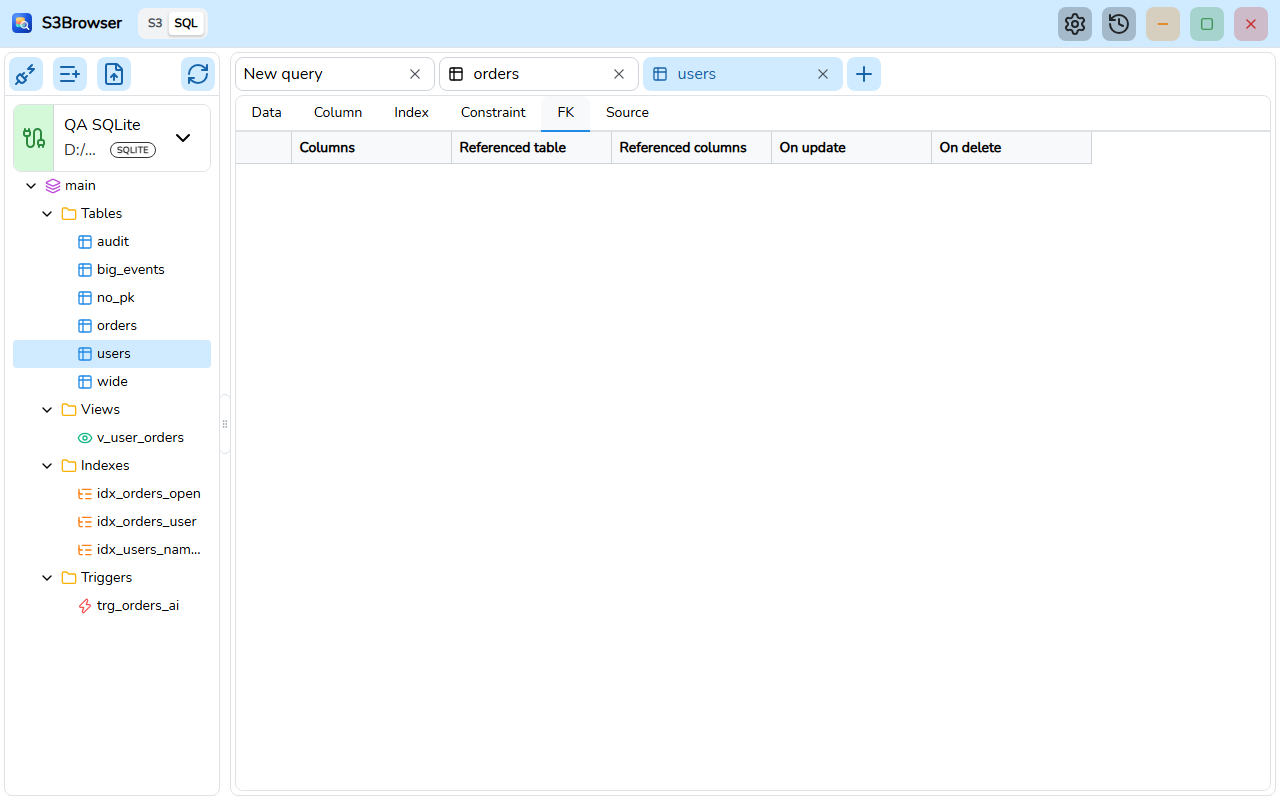 S3Browser
S3 SQL
New query
orders
users
Data Column Index Constraint FK Source
Columns Referenced table Referenced columns On update On delete
QA SQLite
D:/... SQLITE
main
Tables
audit
big_events
no_pk
orders
users
wide
Views
v_user_orders
Indexes
idx_orders_open
idx_orders_user
idx_users_nam...
Triggers
trg_orders_ai